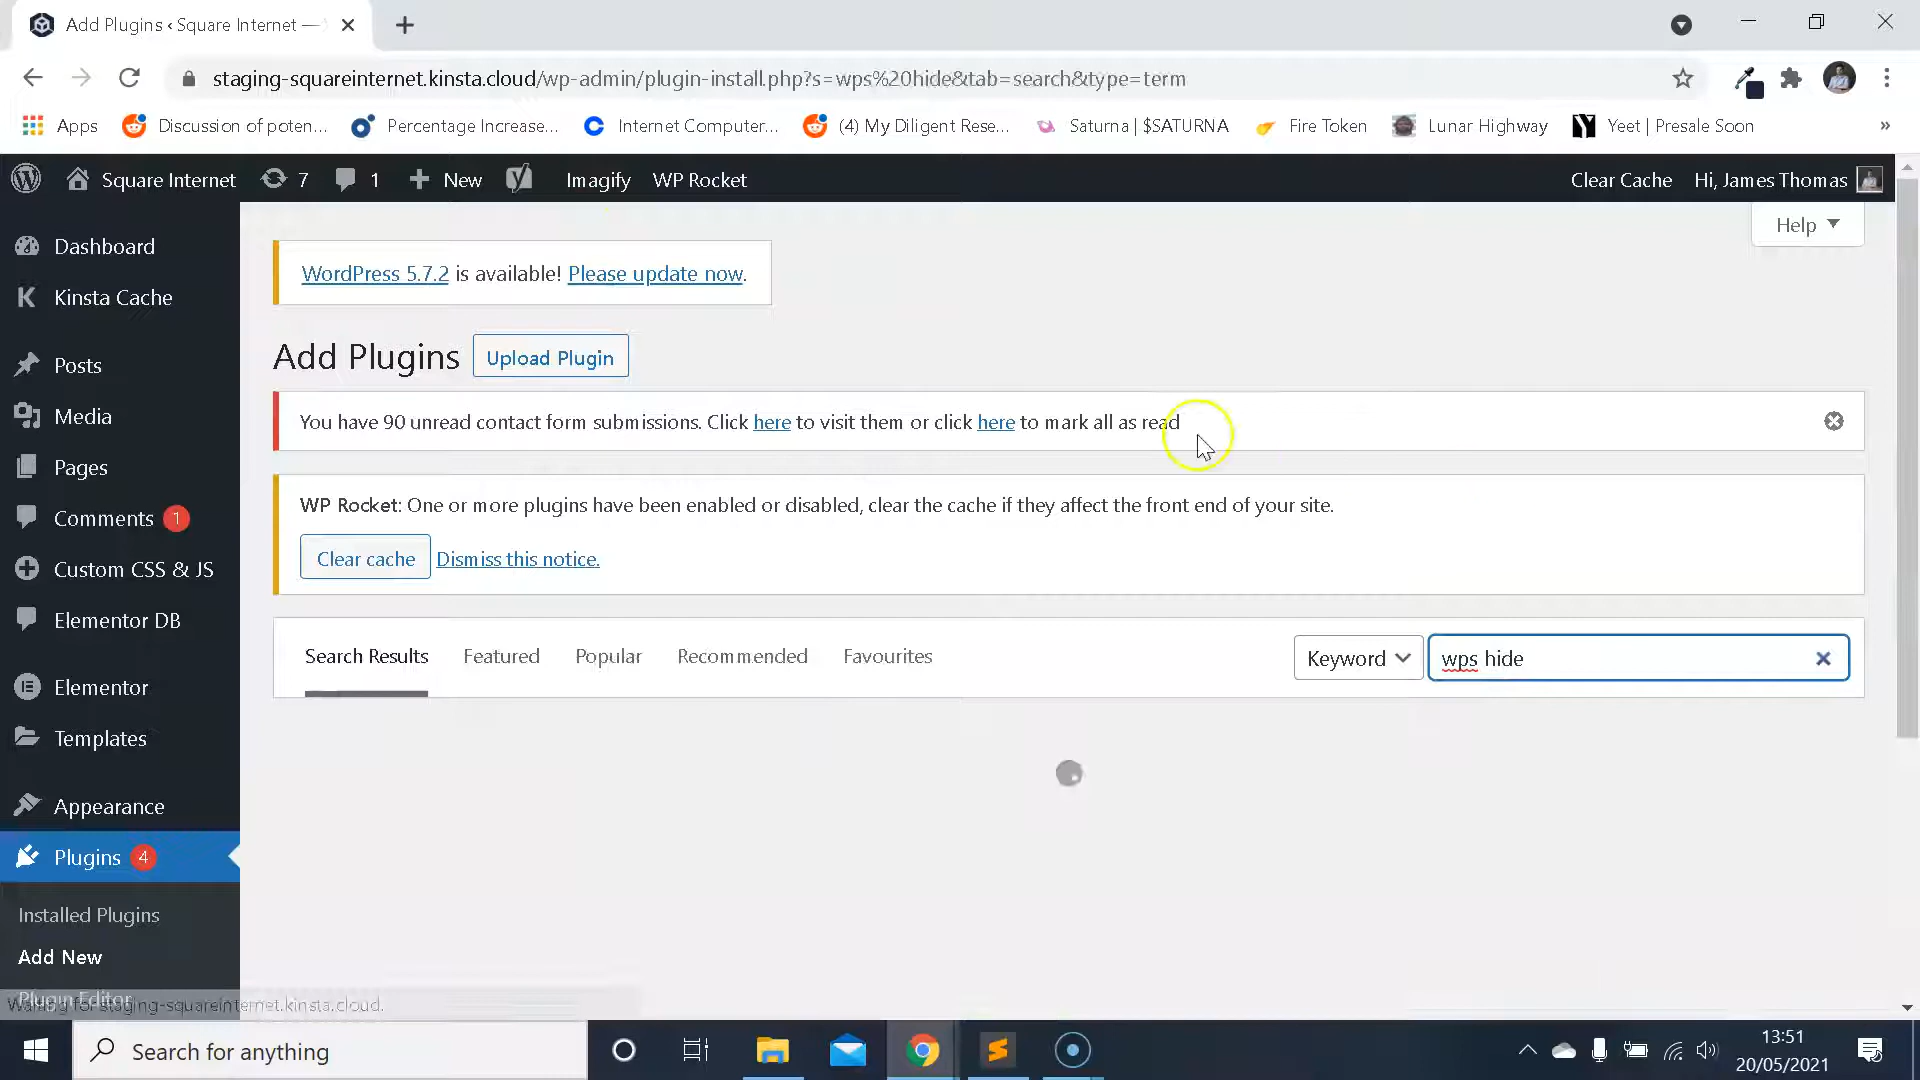 Add Plugins ‹ Square Internet —
staging-squareinternet.kinsta.cloud/wp-admin/plugin-install.php?s=wps%20hide&tab=search&type=term
Apps
Discussion of poten...
Percentage Increase...
Internet Computer...
(4) My Diligent Rese...
Saturna | $SATURNA
Fire Token
Lunar Highway
Yeet | Presale Soon
»
Square Internet
7
1
New
Imagify
WP Rocket
Clear Cache
Hi, James Thomas
Help
Dashboard
Kinsta Cache
Posts
Media
Pages
Comments 1
Custom CSS & JS
Elementor DB
Elementor
Templates
Appearance
Plugins 4
Installed Plugins
Add New
Plugin Editor
WordPress 5.7.2 is available! Please update now.
Add Plugins
Upload Plugin
You have 90 unread contact form submissions. Click here to visit them or click here to mark all as read
WP Rocket: One or more plugins have been enabled or disabled, clear the cache if they affect the front end of your site.
Clear cache
Dismiss this notice.
Search Results
Featured
Popular
Recommended
Favourites
Keyword
wps hide
Waiting for staging-squareinternet.kinsta.cloud.
Search for anything
13:51
20/05/2021